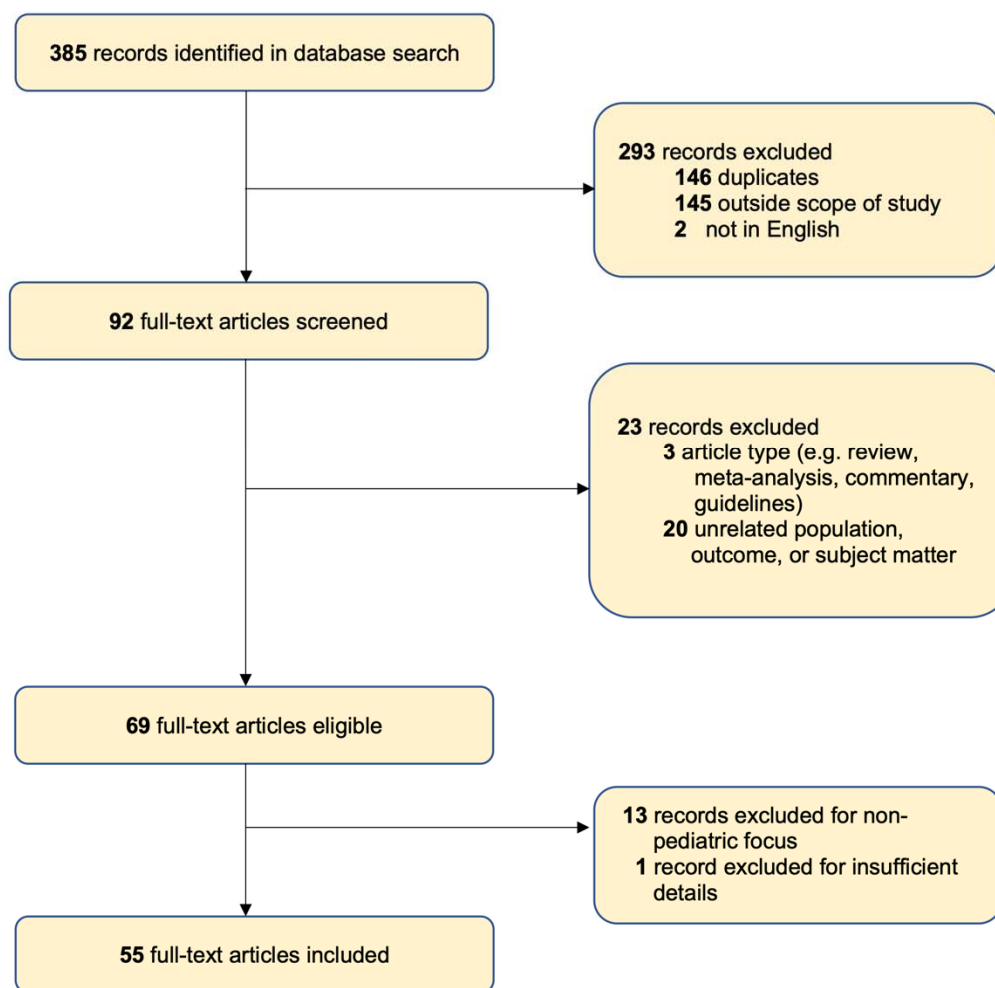 385 records identified in database search
293 records excluded
146 duplicates
145 outside scope of study
2 not in English
92 full-text articles screened
23 records excluded
3 article type (e.g. review,
meta-analysis, commentary,
guidelines)
20 unrelated population,
outcome, or subject matter
69 full-text articles eligible
13 records excluded for non-
pediatric focus
1 record excluded for insufficient
details
55 full-text articles included